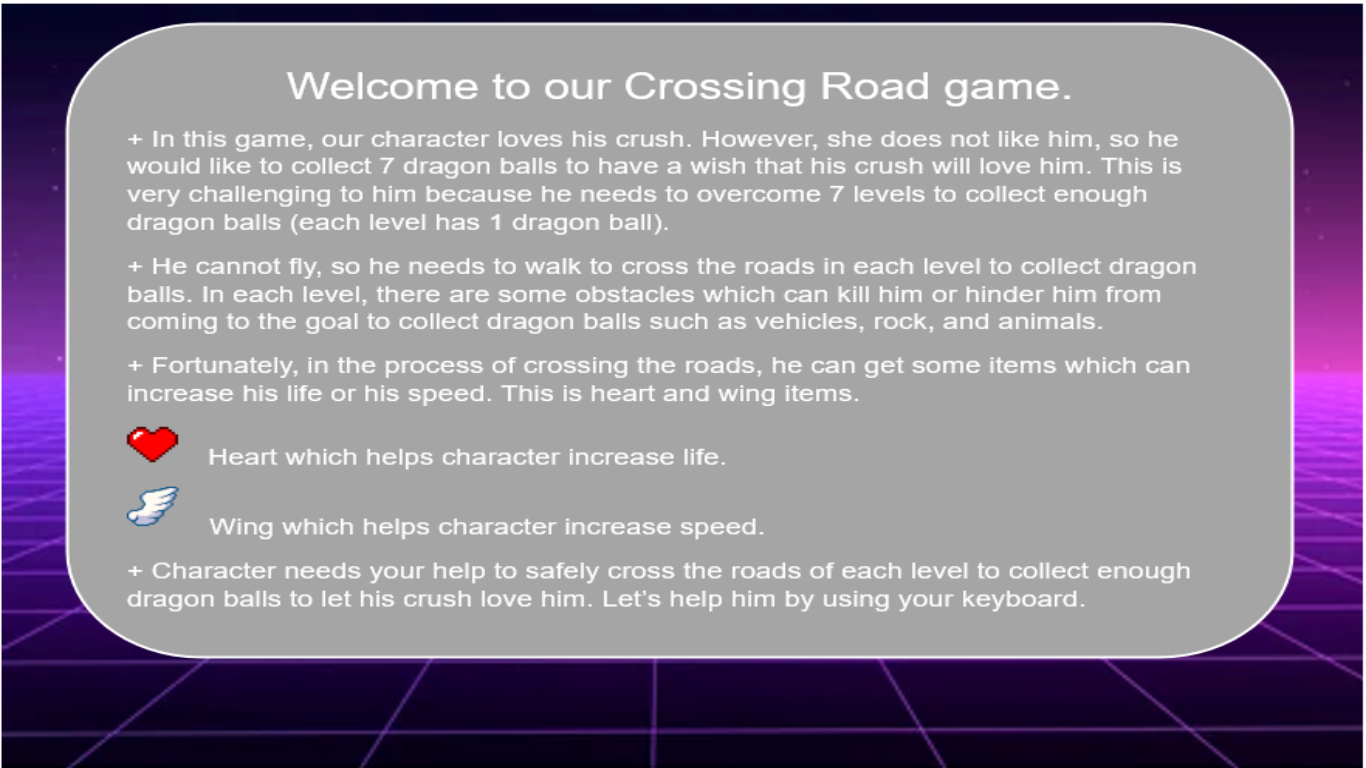 Welcome to our Crossing Road game.
+ In this game, our character loves his crush. However, she does not like him, so he
would like to collect 7 dragon balls to have a wish that his crush will love him. This is
very challenging to him because he needs to overcome 7 levels to collect enough
dragon balls (each level has 1 dragon ball).
+ He cannot fly, so he needs to walk to cross the roads in each level to collect dragon
balls. In each level, there are some obstacles which can kill him or hinder him from
coming to the goal to collect dragon balls such as vehicles, rock, and animals.
+ Fortunately, in the process of crossing the roads, he can get some items which can
increase his life or his speed. This is heart and wing items.
Heart which helps character increase life.
Wing which helps character increase speed.
+ Character needs your help to safely cross the roads of each level to collect enough
dragon balls to let his crush love him. Let’s help him by using your keyboard.